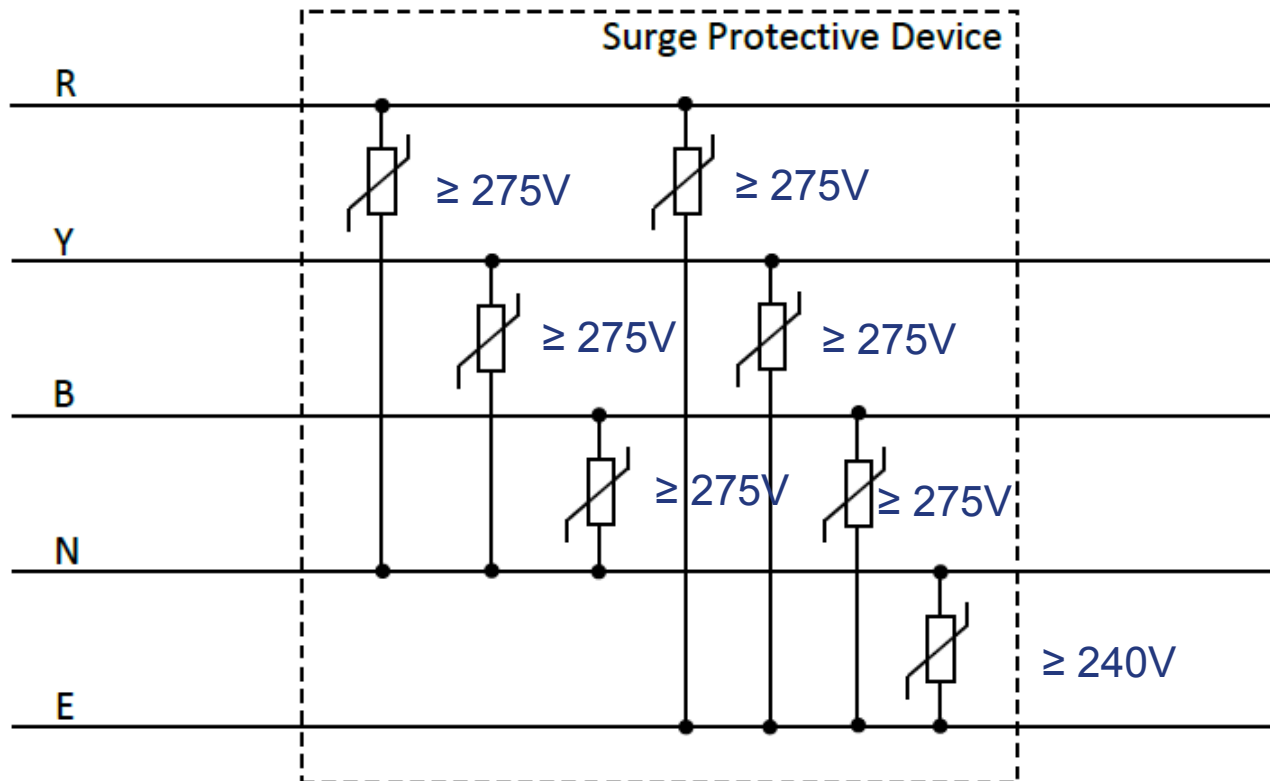 Surge Protective Device
R
≥ 275V
≥ 275V
Y
≥ 275V
≥ 275V
B
≥ 275V
≥ 275V
N
≥ 240V
E